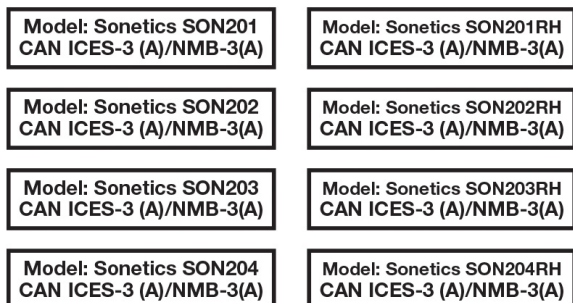 Model: Sonetics SON201
CAN ICES-3 (A)/NMB-3(A)
Model: Sonetics SON201RH
CAN ICES-3 (A)/NMB-3(A)
Model: Sonetics SON202
CAN ICES-3 (A)/NMB-3(A)
Model: Sonetics SON202RH
CAN ICES-3 (A)/NMB-3(A)
Model: Sonetics SON203
CAN ICES-3 (A)/NMB-3(A)
Model: Sonetics SON203RH
CAN ICES-3 (A)/NMB-3(A)
Model: Sonetics SON204
CAN ICES-3 (A)/NMB-3(A)
Model: Sonetics SON204RH
CAN ICES-3 (A)/NMB-3(A)